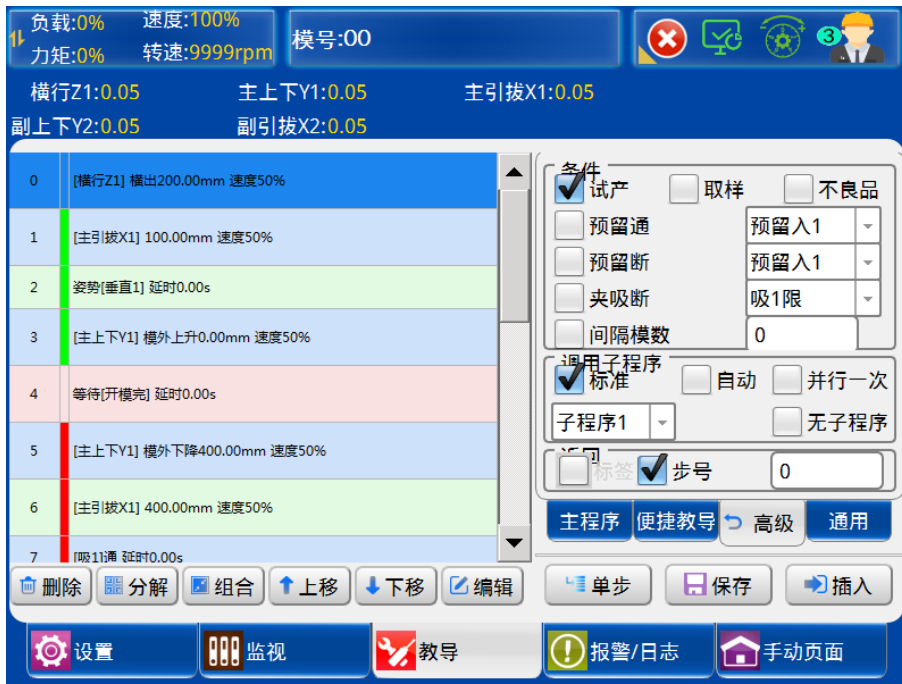 负载:0% 速度:100%
力矩:0% 转速:9999rpm
模号:00
3
横行Z1:0.05 主上下Y1:0.05 主引拔X1:0.05
副上下Y2:0.05 副引拔X2:0.05
0 [横行Z1] 横出200.00mm 速度50%
1 [主引拔X1] 100.00mm 速度50%
2 姿势[垂直1] 延时0.00s
3 [主上下Y1] 模外上升0.00mm 速度50%
4 等待[开模完] 延时0.00s
5 [主上下Y1] 模外下降400.00mm 速度50%
6 [主引拔X1] 400.00mm 速度50%
7 [吸1]通 延时0.00s
删除 分解 组合 上移 下移 编辑
条件
试产 取样 不良品
预留通 预留入1
预留断 预留入1
夹吸断 吸1限
间隔模数 0
调用子程序
标准 自动 并行一次
子程序1 无子程序
返回
标签 步号 0
主程序 便捷教导 高级 通用
单步 保存 插入
设置 监视 教导 报警/日志 手动页面